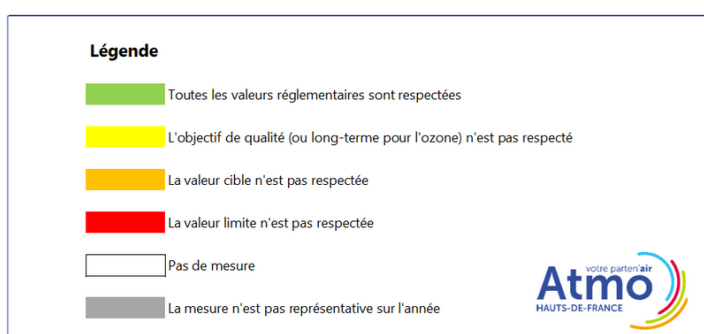 Légende
Toutes les valeurs réglementaires sont respectées
L'objectif de qualité (ou long-terme pour l'ozone) n'est pas respecté
La valeur cible n'est pas respectée
La valeur limite n'est pas respectée
Pas de mesure
La mesure n'est pas représentative sur l'année
votre parten'air
Atmo
HAUTS-DE-FRANCE